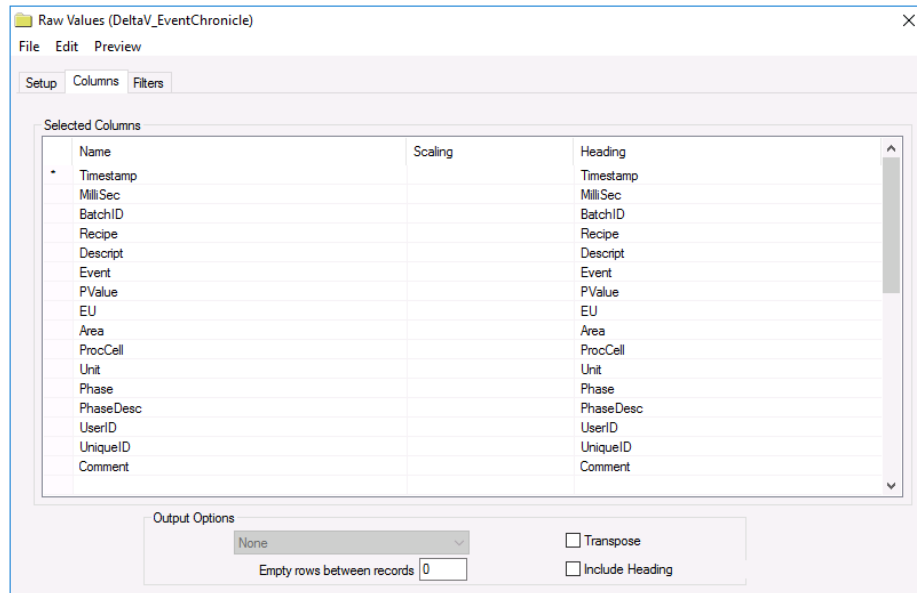 Raw Values (DeltaV_EventChronicle)
File Edit Preview
Setup Columns Filters
Selected Columns
Name Scaling Heading
* Timestamp Timestamp
MilliSec MilliSec
BatchID BatchID
Recipe Recipe
Descript Descript
Event Event
PValue PValue
EU EU
Area Area
ProcCell ProcCell
Unit Unit
Phase Phase
PhaseDesc PhaseDesc
UserID UserID
UniqueID UniqueID
Comment Comment
Output Options
None Transpose
Empty rows between records 0 Include Heading